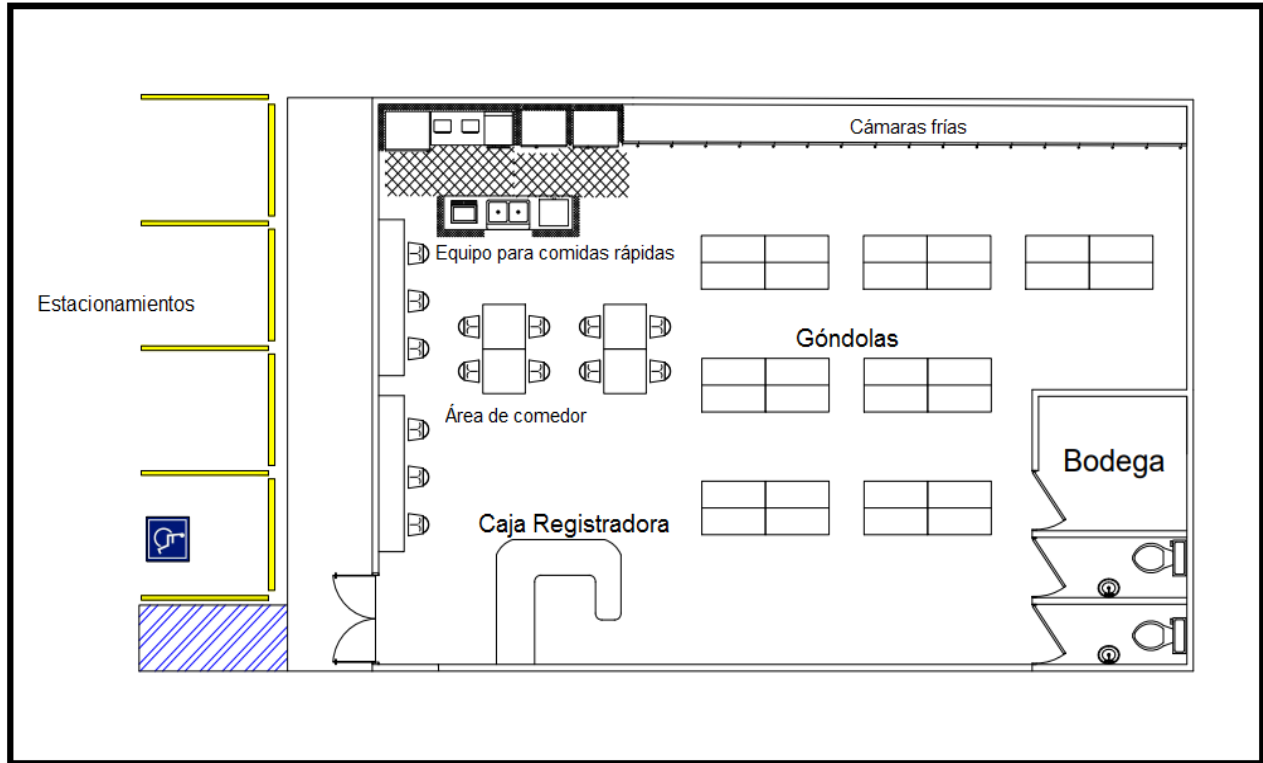 Cámaras frías
Equipo para comidas rápidas
Estacionamientos
Góndolas
Área de comedor
Bodega
Caja Registradora